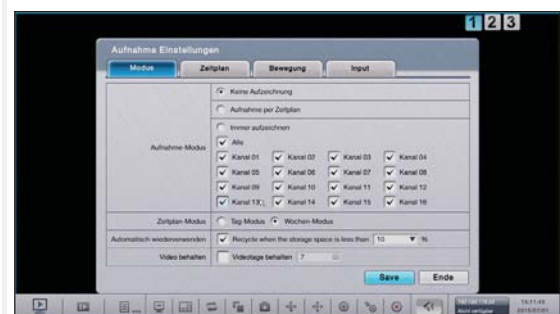 1 2 3
Aufnahme Einstellungen
Modus Zeitplan Bewegung Input
Keine Aufzeichnung
Aufnahme per Zeitplan
Immer aufzeichnen
Aufnahme-Modus
Alle
Kanal 01 Kanal 02 Kanal 03 Kanal 04
Kanal 05 Kanal 06 Kanal 07 Kanal 08
Kanal 09 Kanal 10 Kanal 11 Kanal 12
Kanal 13 Kanal 14 Kanal 15 Kanal 16
Zeitplan-Modus Tag-Modus Wochen-Modus
Automatisch wiederverwenden Recycle when the storage space is less than 10 %
Video behalten Videotage behalten 7
Save Ende